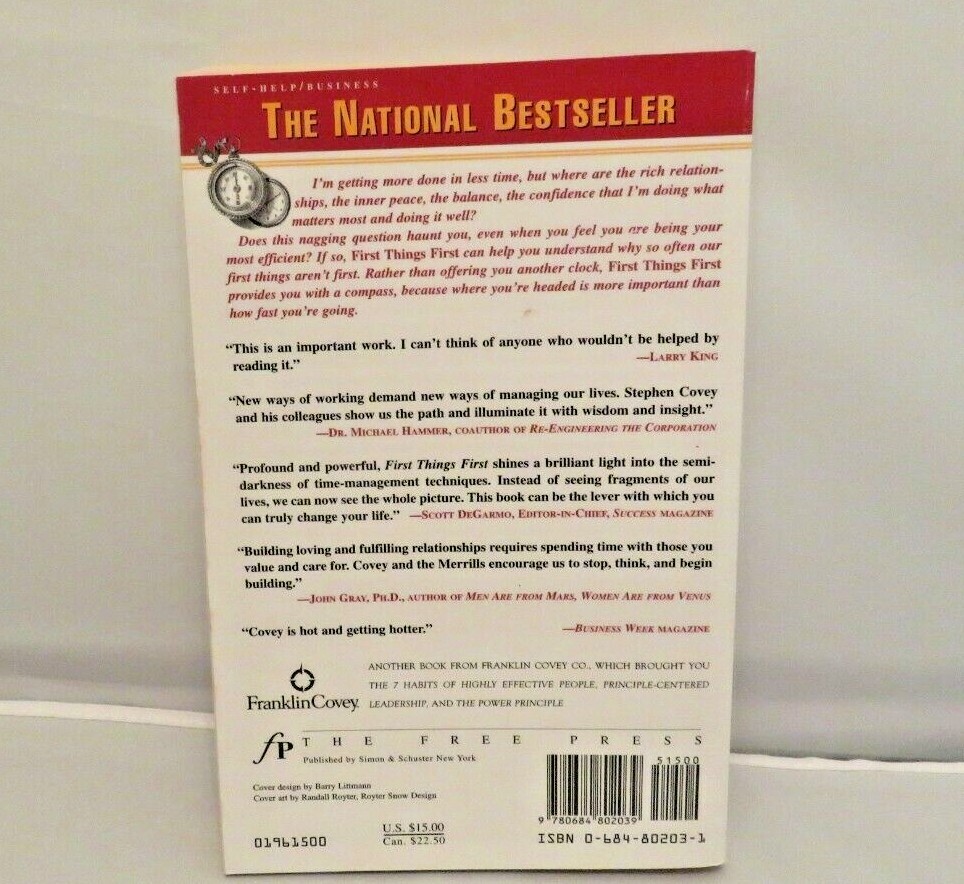 SELF-HELP/BUSINESS
THE NATIONAL BESTSELLER
I'm getting more done in less time, but where are the rich relation-
ships, the inner peace, the balance, the confidence that I'm doing what
matters most and doing it well?
Does this nagging question haunt you, even when you feel you are being your
most efficient? If so, First Things First can help you understand why so often our
first things aren't first. Rather than offering you another clock, First Things First
provides you with a compass, because where you're headed is more important than
how fast you're going.
“This is an important work. I can't think of anyone who wouldn't be helped by
reading it.” —LARRY KING
“New ways of working demand new ways of managing our lives. Stephen Covey
and his colleagues show us the path and illuminate it with wisdom and insight.”
—DR. MICHAEL HAMMER, COAUTHOR OF RE-ENGINEERING THE CORPORATION
“Profound and powerful, First Things First shines a brilliant light into the semi-
darkness of time-management techniques. Instead of seeing fragments of our
lives, we can now see the whole picture. This book can be the lever with which you
can truly change your life.” —SCOTT DEGARMO, EDITOR-IN-CHIEF, SUCCESS MAGAZINE
“Building loving and fulfilling relationships requires spending time with those you
value and care for. Covey and the Merrills encourage us to stop, think, and begin
building.”
—JOHN GRAY, PH.D., AUTHOR OF MEN ARE FROM MARS, WOMEN ARE FROM VENUS
“Covey is hot and getting hotter.” —BUSINESS WEEK MAGAZINE
ANOTHER BOOK FROM FRANKLIN COVEY CO., WHICH BROUGHT YOU
THE 7 HABITS OF HIGHLY EFFECTIVE PEOPLE, PRINCIPLE-CENTERED
LEADERSHIP, AND THE POWER PRINCIPLE
FranklinCovey
fP THE FREE PRESS
Published by Simon & Schuster New York
Cover design by Barry Littmann
Cover art by Randall Royter, Royter Snow Design
01961500
U.S. $15.00
Can. $22.50
51500
9 780684 802039
ISBN 0-684-80203-1